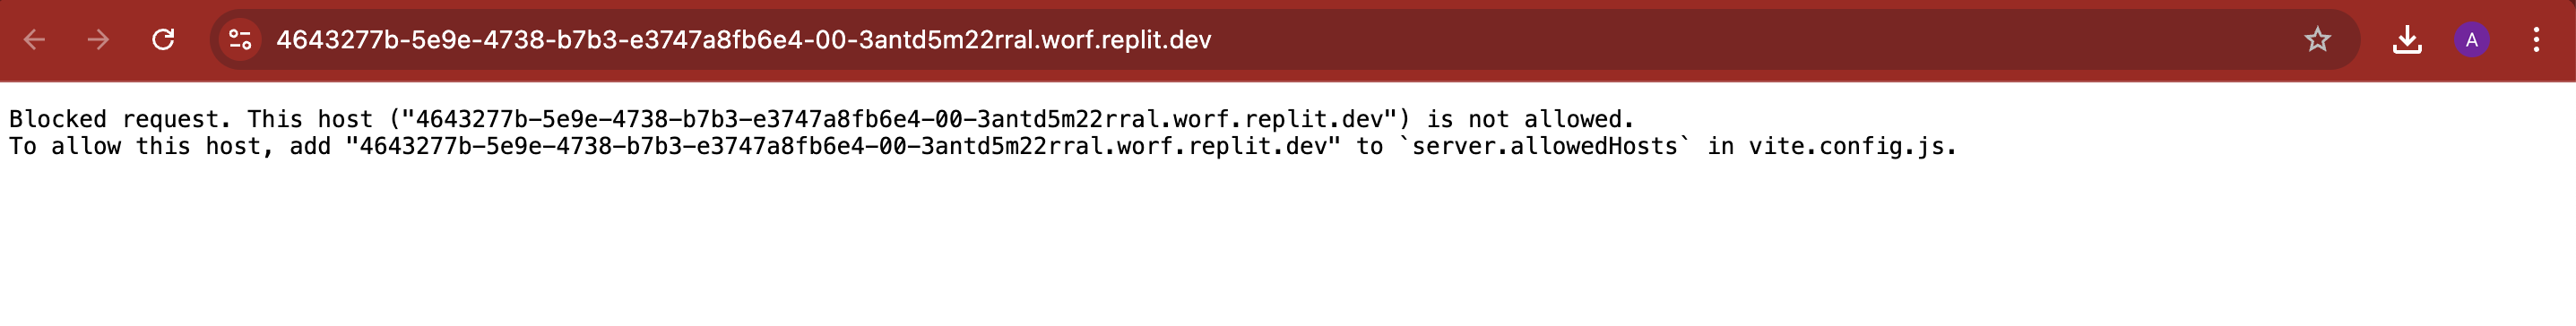 4643277b-5e9e-4738-b7b3-e3747a8fb6e4-00-3antd5m22rral.worf.replit.dev
A
Blocked request. This host ("4643277b-5e9e-4738-b7b3-e3747a8fb6e4-00-3antd5m22rral.worf.replit.dev") is not allowed.
To allow this host, add "4643277b-5e9e-4738-b7b3-e3747a8fb6e4-00-3antd5m22rral.worf.replit.dev" to `server.allowedHosts` in vite.config.js.